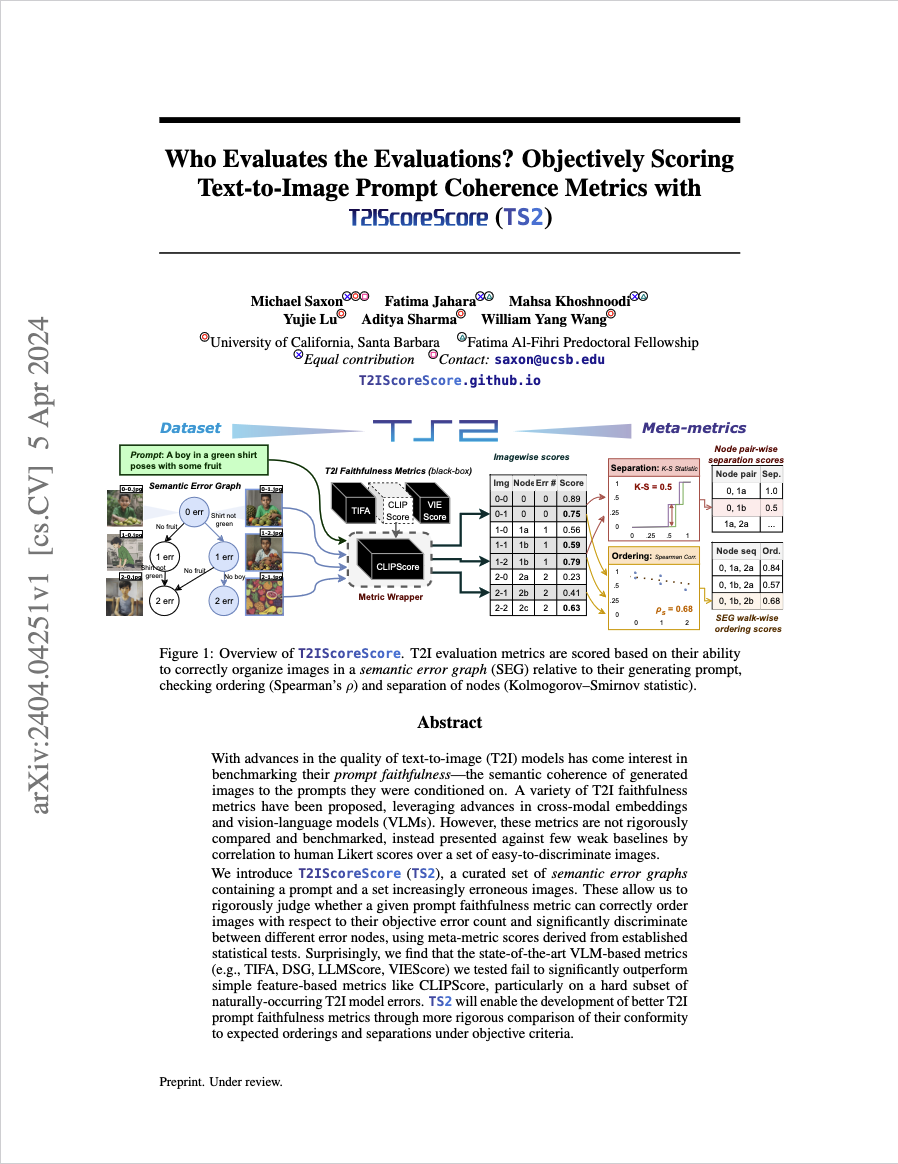 arXiv:2404.04251v1 [cs.CV] 5 Apr 2024
Who Evaluates the Evaluations? Objectively Scoring
Text-to-Image Prompt Coherence Metrics with
T2IScoreScore (TS2)
Michael Saxon Fatima Jahara Mahsa Khoshnoodi
Yujie Lu Aditya Sharma William Yang Wang
University of California, Santa Barbara Fatima Al-Fihri Predoctoral Fellowship
Equal contribution Contact: saxon@ucsb.edu
T2IScoreScore.github.io
Dataset TS2 Meta-metrics
Prompt: A boy in a green shirt
poses with some fruit
Semantic Error Graph
0-0.jpg
0-1.jpg
1-0.jpg
1-2.jpg
2-0.jpg
2-1.jpg
0 err
No fruit
Shirt not
green
1 err
1 err
Shirt not
green
No fruit
No boy
2 err
2 err
T2I Faithfulness Metrics (black-box)
TIFA
CLIP
Score
VIE
Score
CLIPScore
Metric Wrapper
Imagewise scores
Img Node Err # Score
0-0 0 0 0.89
0-1 0 0 0.75
1-0 1a 1 0.56
1-1 1b 1 0.59
1-2 1b 1 0.79
2-0 2a 2 0.23
2-1 2b 2 0.41
2-2 2c 2 0.63
Separation: K-S Statistic
K-S = 0.5
1
.5
.25
0
0 .25 .5 1
Ordering: Spearman Corr.
1
.5
.25
0
ρs = 0.68
0 1 2
Node pair-wise
separation scores
Node pair Sep.
0, 1a 1.0
0, 1b 0.5
1a, 2a ...
Node seq Ord.
0, 1a, 2a 0.84
0, 1b, 2a 0.57
0, 1b, 2b 0.68
SEG walk-wise
ordering scores
Figure 1: Overview of T2IScoreScore. T2I evaluation metrics are scored based on their ability
to correctly organize images in a semantic error graph (SEG) relative to their generating prompt,
checking ordering (Spearman's ρ) and separation of nodes (Kolmogorov–Smirnov statistic).
Abstract
With advances in the quality of text-to-image (T2I) models has come interest in
benchmarking their prompt faithfulness—the semantic coherence of generated
images to the prompts they were conditioned on. A variety of T2I faithfulness
metrics have been proposed, leveraging advances in cross-modal embeddings
and vision-language models (VLMs). However, these metrics are not rigorously
compared and benchmarked, instead presented against few weak baselines by
correlation to human Likert scores over a set of easy-to-discriminate images.
We introduce T2IScoreScore (TS2), a curated set of semantic error graphs
containing a prompt and a set increasingly erroneous images. These allow us to
rigorously judge whether a given prompt faithfulness metric can correctly order
images with respect to their objective error count and significantly discriminate
between different error nodes, using meta-metric scores derived from established
statistical tests. Surprisingly, we find that the state-of-the-art VLM-based metrics
(e.g., TIFA, DSG, LLMScore, VIEScore) we tested fail to significantly outperform
simple feature-based metrics like CLIPScore, particularly on a hard subset of
naturally-occurring T2I model errors. TS2 will enable the development of better T2I
prompt faithfulness metrics through more rigorous comparison of their conformity
to expected orderings and separations under objective criteria.
Preprint. Under review.